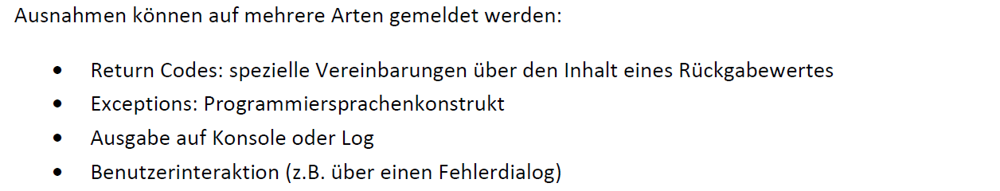 Ausnahmen können auf mehrere Arten gemeldet werden:
• Return Codes: spezielle Vereinbarungen über den Inhalt eines Rückgabewertes
• Exceptions: Programmiersprachenkonstrukt
• Ausgabe auf Konsole oder Log
• Benutzerinteraktion (z.B. über einen Fehlerdialog)